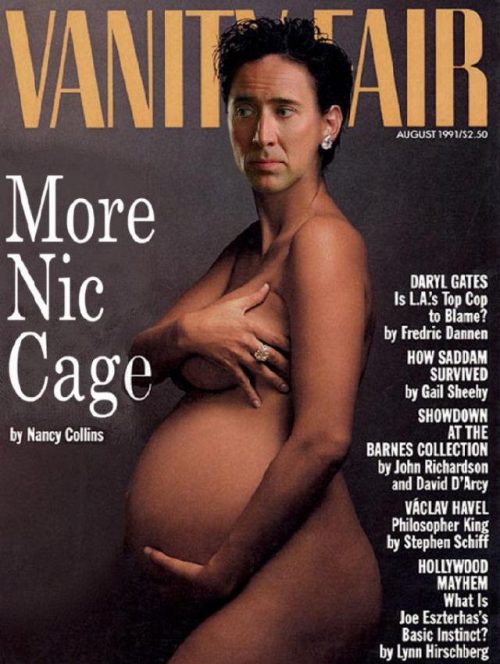 VANITY FAIR
AUGUST 1991/$2.50
More
Nic
Cage
by Nancy Collins
DARYL GATES
Is L.A.'s Top Cop
to Blame?
by Fredric Dannen
HOW SADDAM
SURVIVED
by Gail Sheehy
SHOWDOWN
AT THE
BARNES COLLECTION
by John Richardson
and David D'Arcy
VÁCLAV HAVEL
Philosopher King
by Stephen Schiff
HOLLYWOOD
MAYHEM
What Is
Joe Eszterhas's
Basic Instinct?
by Lynn Hirschberg